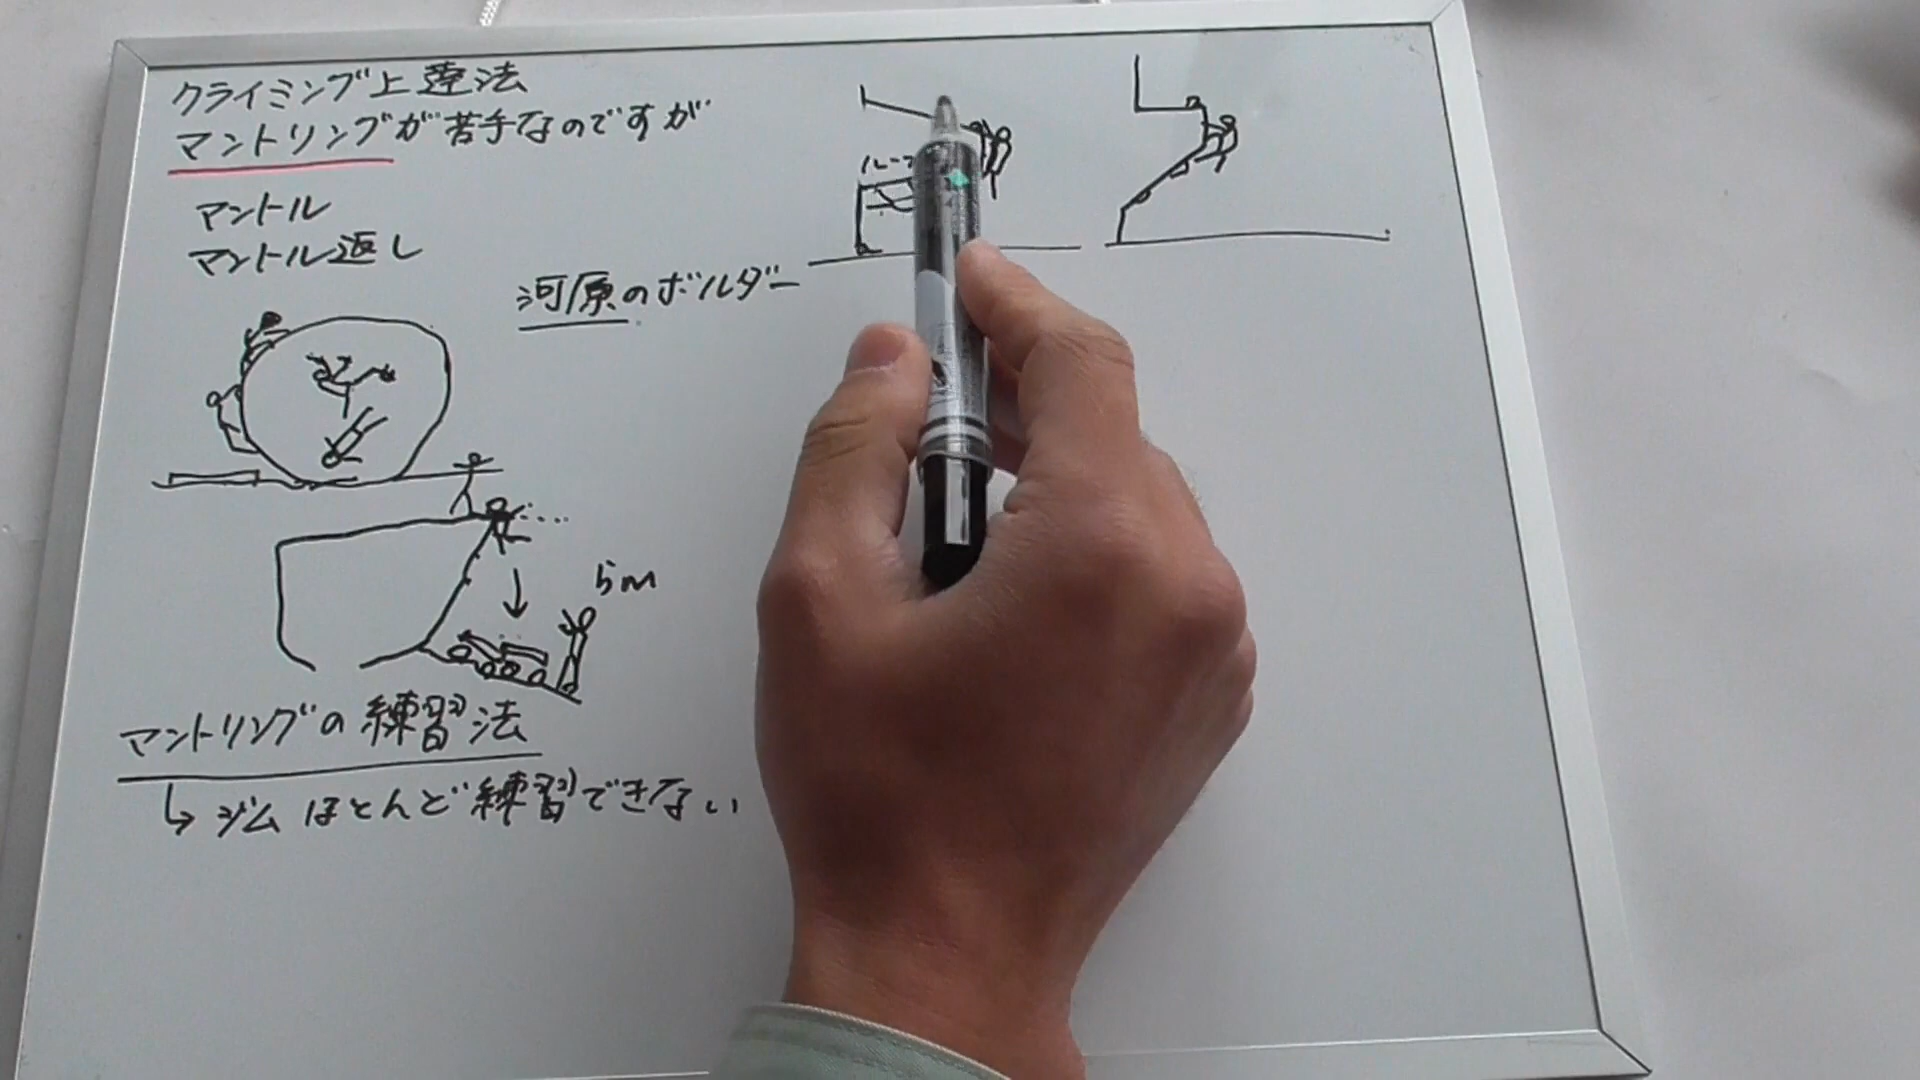 クライミング上達法
マントリングが苦手なのですが
マントル
マントル返し
河原のボルダー
5m
マントリングの練習法
↳ ジム ほとんど練習できない